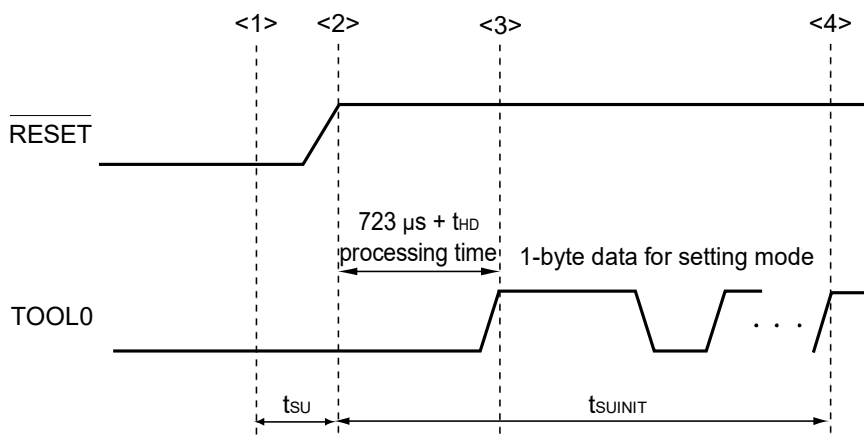 <1> <2> <3> <4>
RESET
723 µs + tHD
processing time
1-byte data for setting mode
TOOL0
. . .
tSU
tSUINIT